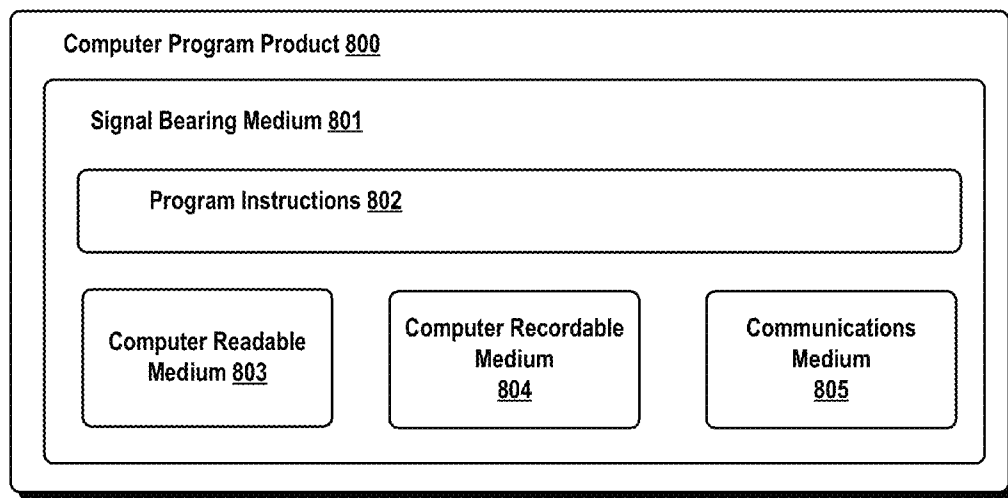 Computer Program Product 800
Signal Bearing Medium 801
Program Instructions 802
Computer Readable
Medium 803
Computer Recordable
Medium
804
Communications
Medium
805